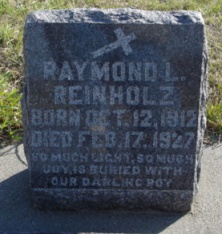 RAYMOND L.
REINHOLZ
BORN OCT. 12, 1912
DIED FEB. 17, 1927
SO MUCH LIGHT, SO MUCH
JOY, IS BURIED WITH
OUR DARLING BOY